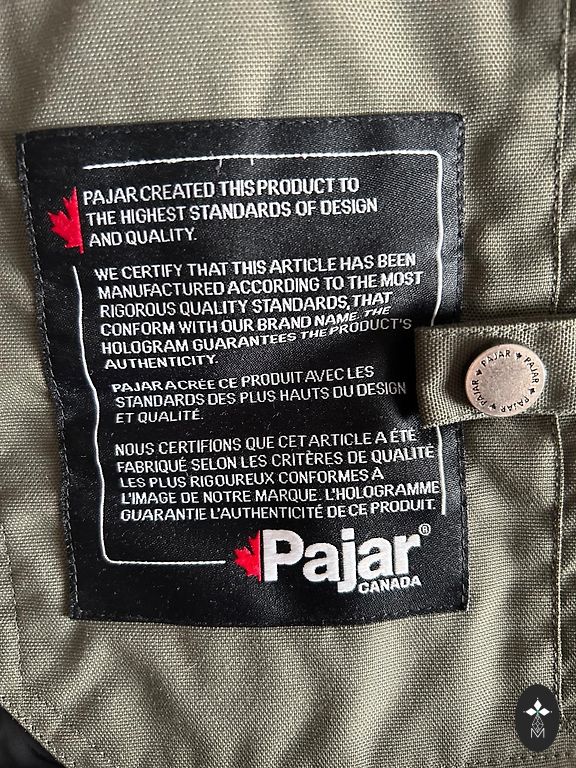 PAJAR CREATED THIS PRODUCT TO
THE HIGHEST STANDARDS OF DESIGN
AND QUALITY.
WE CERTIFY THAT THIS ARTICLE HAS BEEN
MANUFACTURED ACCORDING TO THE MOST
RIGOROUS QUALITY STANDARDS, THAT
CONFORM WITH OUR BRAND NAME. THE
HOLOGRAM GUARANTEES THE PRODUCT'S
AUTHENTICITY.
PAJAR A CRÉE CE PRODUIT AVEC LES
STANDARDS DES PLUS HAUTS DU DESIGN
ET QUALITÉ.
NOUS CERTIFIONS QUE CET ARTICLE A ÉTÉ
FABRIQUÉ SELON LES CRITÈRES DE QUALITÉ
LES PLUS RIGOUREUX CONFORMES À
L'IMAGE DE NOTRE MARQUE. L'HOLOGRAMME
GUARANTIE L'AUTHENTICITÉ DE CE PRODUIT.
Pajar®
CANADA
PAJAR ★ PAJAR ★ PAJAR ★ PAJAR ★
M